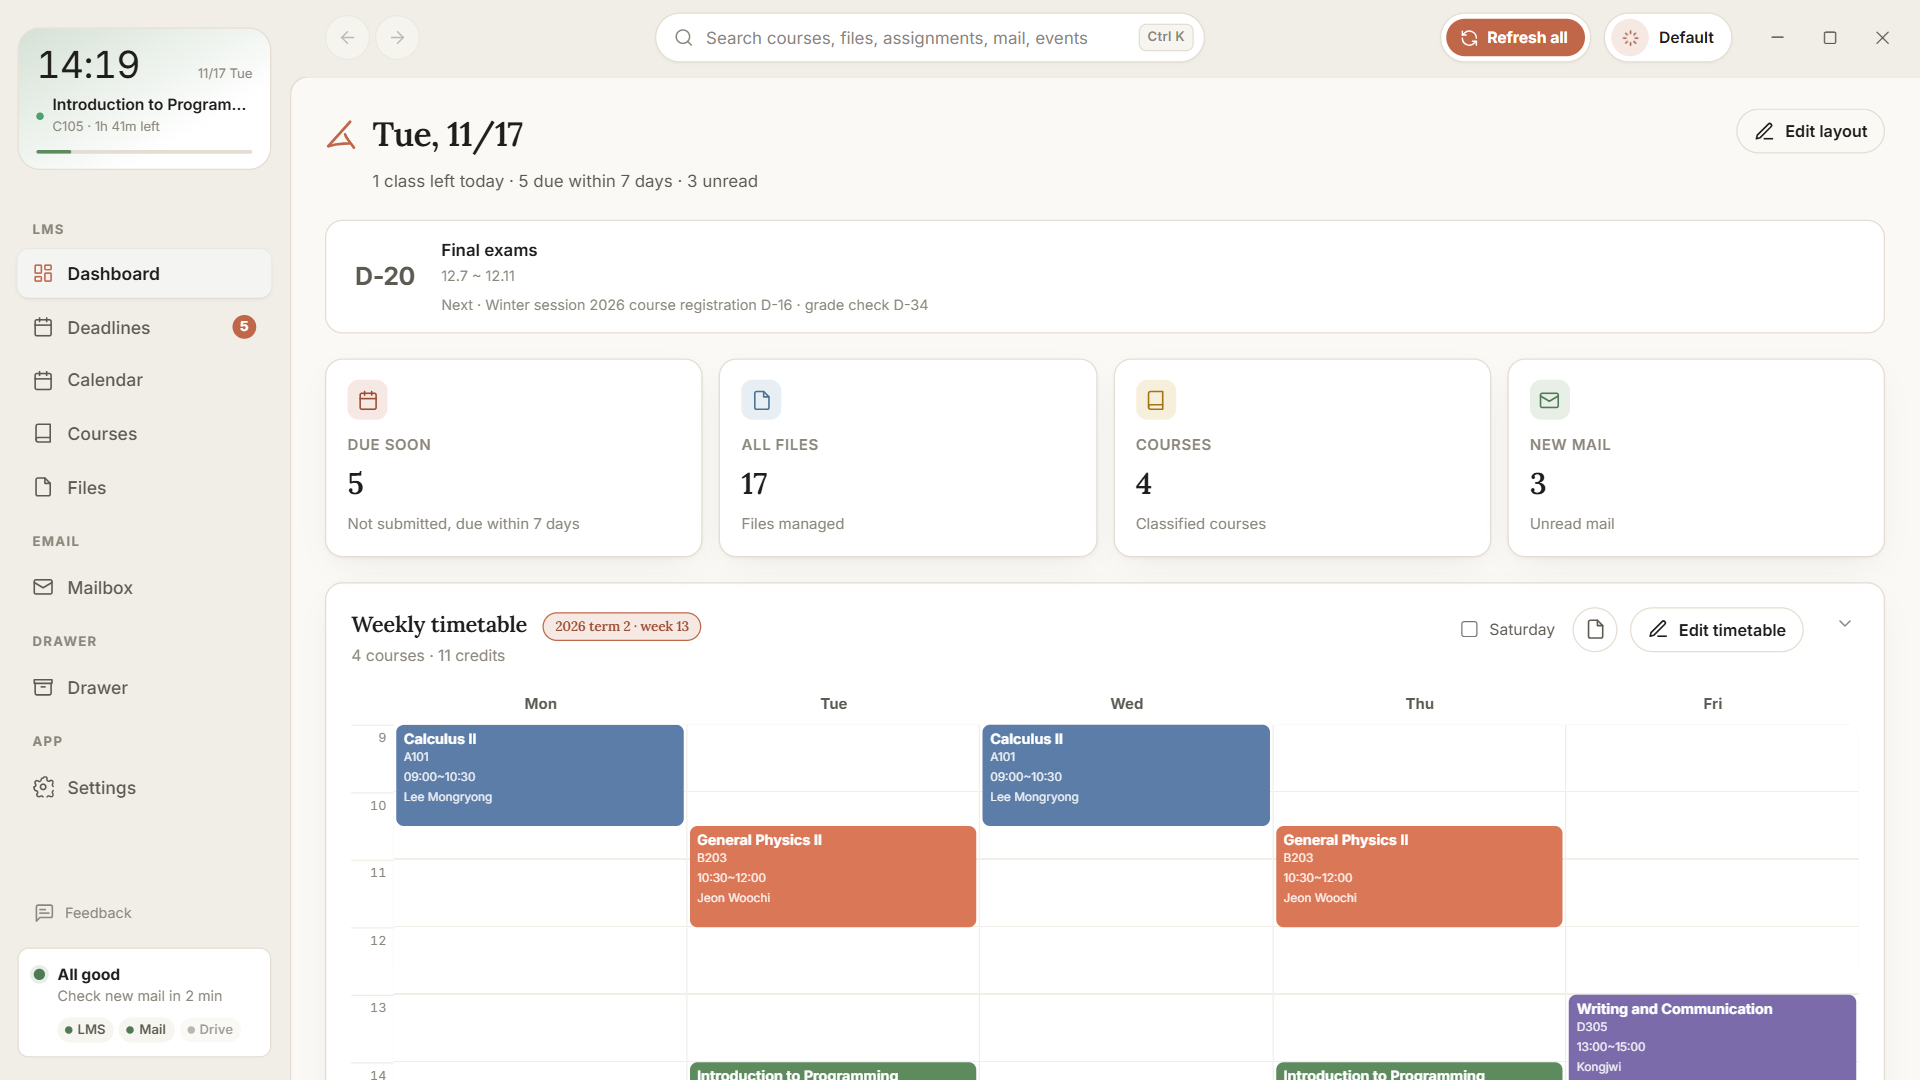 14:19
11/17 Tue
Introduction to Program...
C105 · 1h 41m left
LMS
Dashboard
Deadlines
5
Calendar
Courses
Files
EMAIL
Mailbox
DRAWER
Drawer
APP
Settings
Feedback
All good
Check new mail in 2 min
LMS
Mail
Drive
Search courses, files, assignments, mail, events
Ctrl K
Refresh all
Default
Tue, 11/17
Edit layout
1 class left today · 5 due within 7 days · 3 unread
D-20
Final exams
12.7 ~ 12.11
Next · Winter session 2026 course registration D-16 · grade check D-34
DUE SOON
5
Not submitted, due within 7 days
ALL FILES
17
Files managed
COURSES
4
Classified courses
NEW MAIL
3
Unread mail
Weekly timetable
2026 term 2 · week 13
4 courses · 11 credits
Saturday
Edit timetable
Mon
Tue
Wed
Thu
Fri
9
10
11
12
13
14
Calculus II
A101
09:00~10:30
Lee Mongryong
General Physics II
B203
10:30~12:00
Jeon Woochi
Introduction to Programming
Calculus II
A101
09:00~10:30
Lee Mongryong
General Physics II
B203
10:30~12:00
Jeon Woochi
Introduction to Programming
Writing and Communication
D305
13:00~15:00
Kongjwi